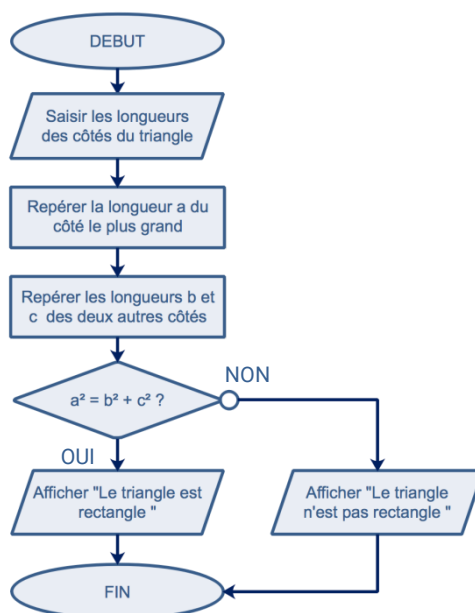 DEBUT
Saisir les longueurs
des côtés du triangle
Repérer la longueur a du
côté le plus grand
Repérer les longueurs b et
c des deux autres côtés
a² = b² + c² ?
NON
OUI
Afficher "Le triangle est
rectangle "
Afficher "Le triangle
n'est pas rectangle "
FIN